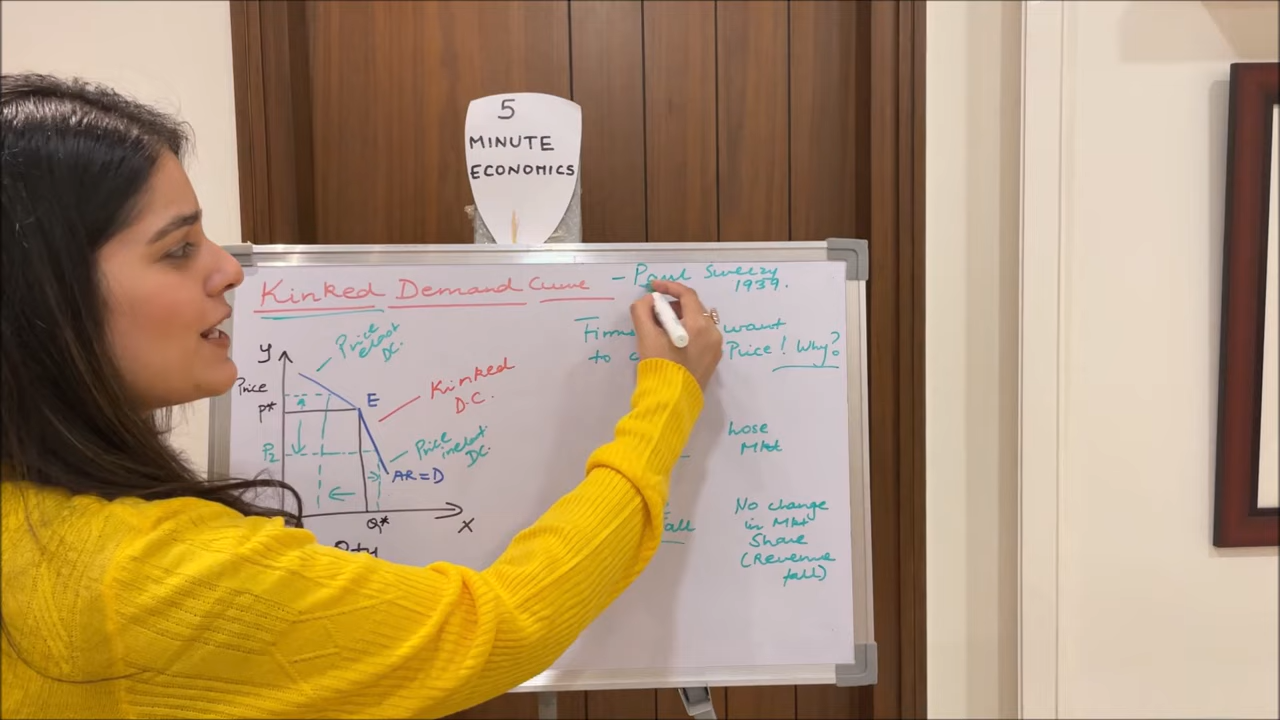 5
MINUTE
ECONOMICS
Kinked Demand Curve - Paul Sweezy
1939.
Firms want
to Price! Why?
Price
elast
DC.
Y
Price
P*
E
Kinked
D.C.
P2
Price
inelast
DC.
AR=D
Q*
X
Qty
Lose
Mkt
No change
in Mkt
Share
(Revenue
fall)
fall